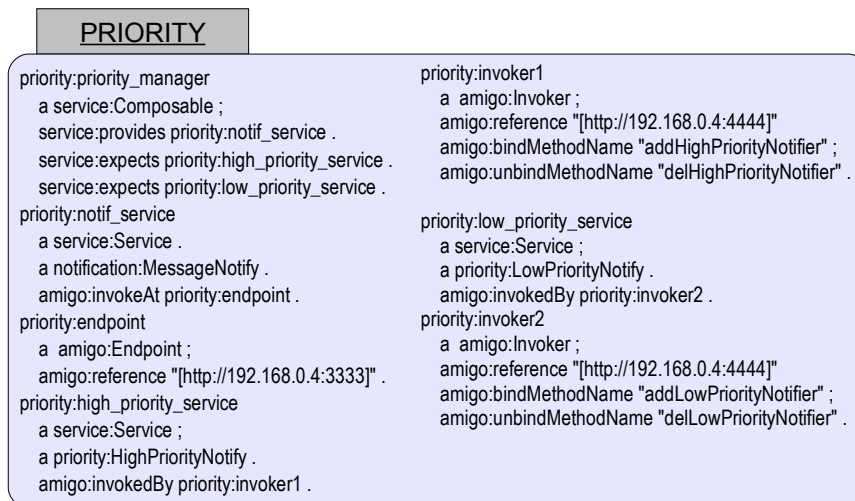 PRIORITY
priority:priority_manager
a service:Composable ;
service:provides priority:notif_service .
service:expects priority:high_priority_service .
service:expects priority:low_priority_service .
priority:notif_service
a service:Service .
a notification:MessageNotify .
amigo:invokeAt priority:endpoint .
priority:endpoint
a amigo:Endpoint ;
amigo:reference "[http://192.168.0.4:3333]" .
priority:high_priority_service
a service:Service ;
a priority:HighPriorityNotify .
amigo:invokedBy priority:invoker1 .
priority:invoker1
a amigo:Invoker ;
amigo:reference "[http://192.168.0.4:4444]"
amigo:bindMethodName "addHighPriorityNotifier" ;
amigo:unbindMethodName "delHighPriorityNotifier" .
priority:low_priority_service
a service:Service ;
a priority:LowPriorityNotify .
amigo:invokedBy priority:invoker2 .
priority:invoker2
a amigo:Invoker ;
amigo:reference "[http://192.168.0.4:4444]"
amigo:bindMethodName "addLowPriorityNotifier" ;
amigo:unbindMethodName "delLowPriorityNotifier" .